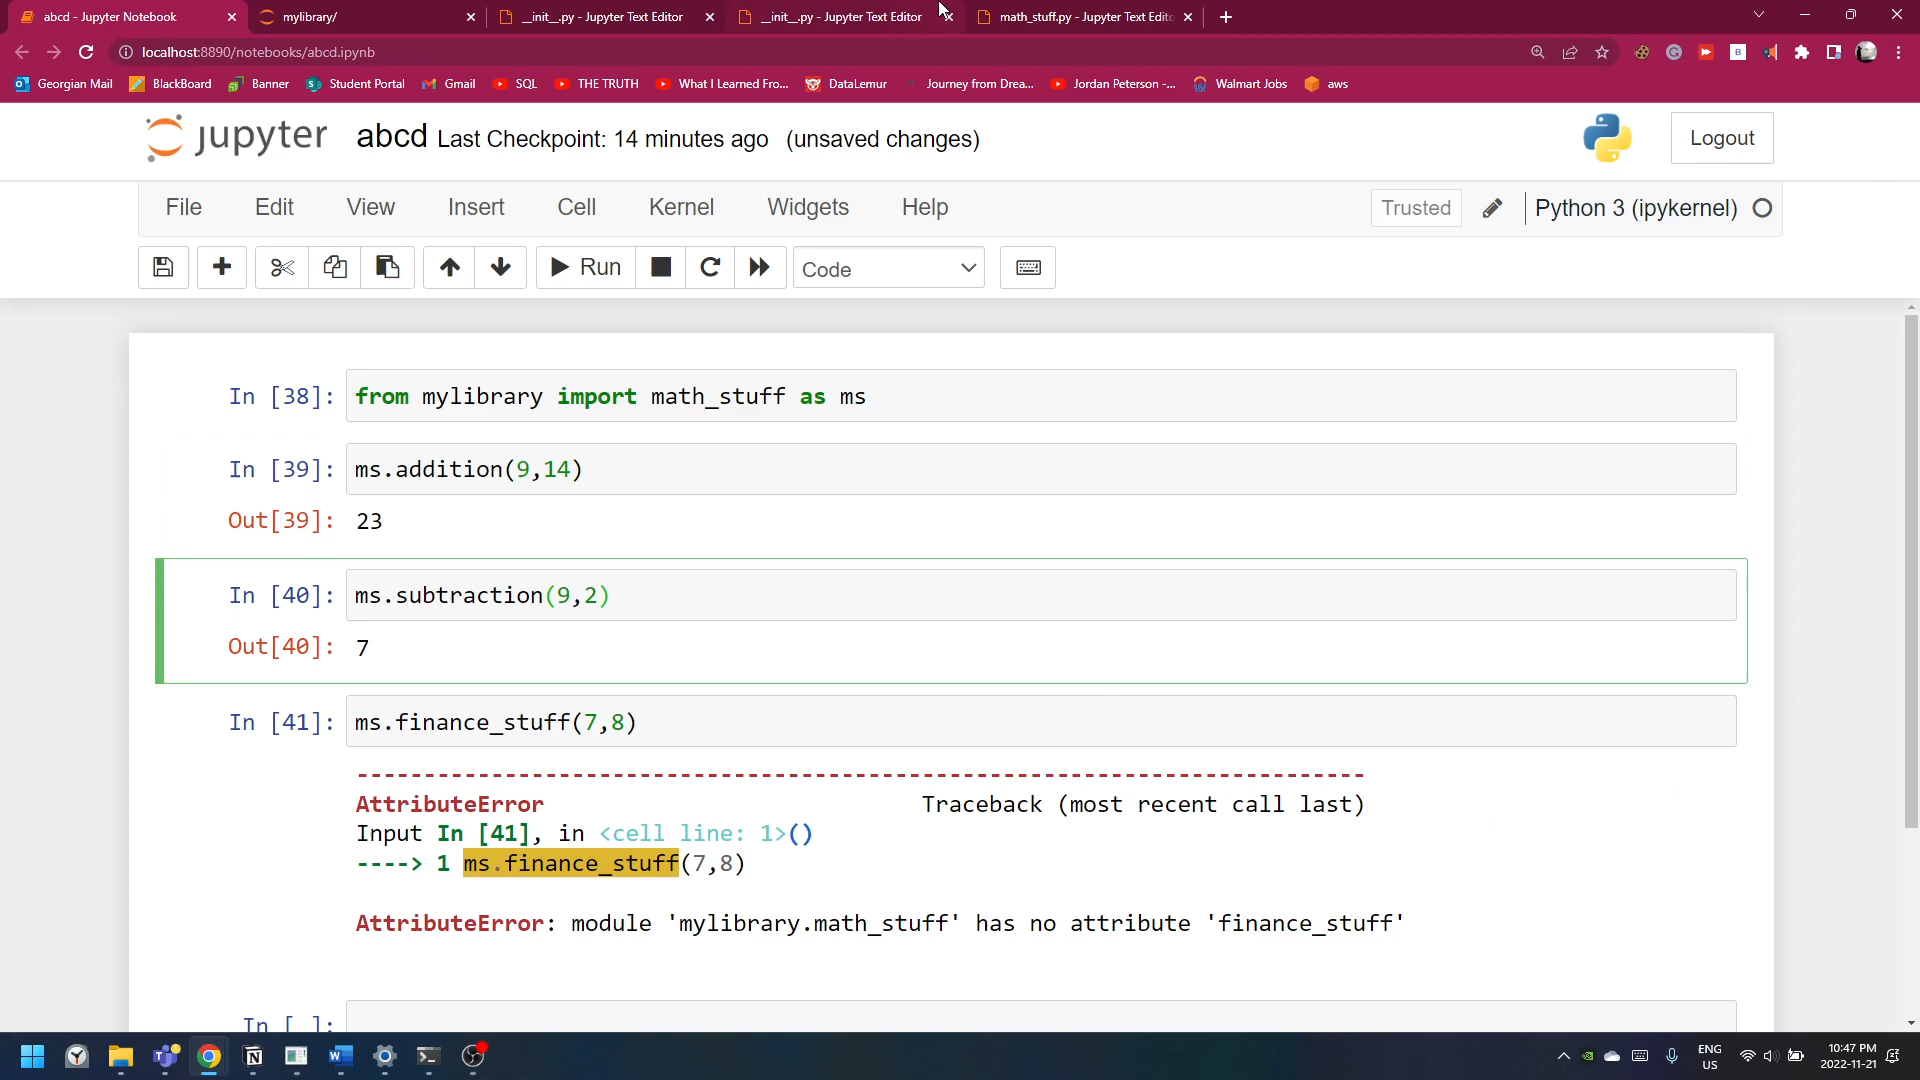 abcd - Jupyter Notebook
mylibrary/
__init__.py - Jupyter Text Editor
__init__.py - Jupyter Text Editor
math_stuff.py - Jupyter Text Edito
localhost:8890/notebooks/abcd.ipynb
Georgian Mail
BlackBoard
Banner
Student Portal
Gmail
SQL
THE TRUTH
What I Learned Fro...
DataLemur
Journey from Drea...
Jordan Peterson -...
Walmart Jobs
aws
jupyter
abcd Last Checkpoint: 14 minutes ago (unsaved changes)
Logout
File Edit View Insert Cell Kernel Widgets Help
Trusted
Python 3 (ipykernel)
Run
Code
In [38]: from mylibrary import math_stuff as ms
In [39]: ms.addition(9,14)
Out[39]: 23
In [40]: ms.subtraction(9,2)
Out[40]: 7
In [41]: ms.finance_stuff(7,8)
---------------------------------------------------------------------------
AttributeError Traceback (most recent call last)
Input In [41], in <cell line: 1>()
----> 1 ms.finance_stuff(7,8)
AttributeError: module 'mylibrary.math_stuff' has no attribute 'finance_stuff'
In [ ]:
ENG
US
10:47 PM
2022-11-21